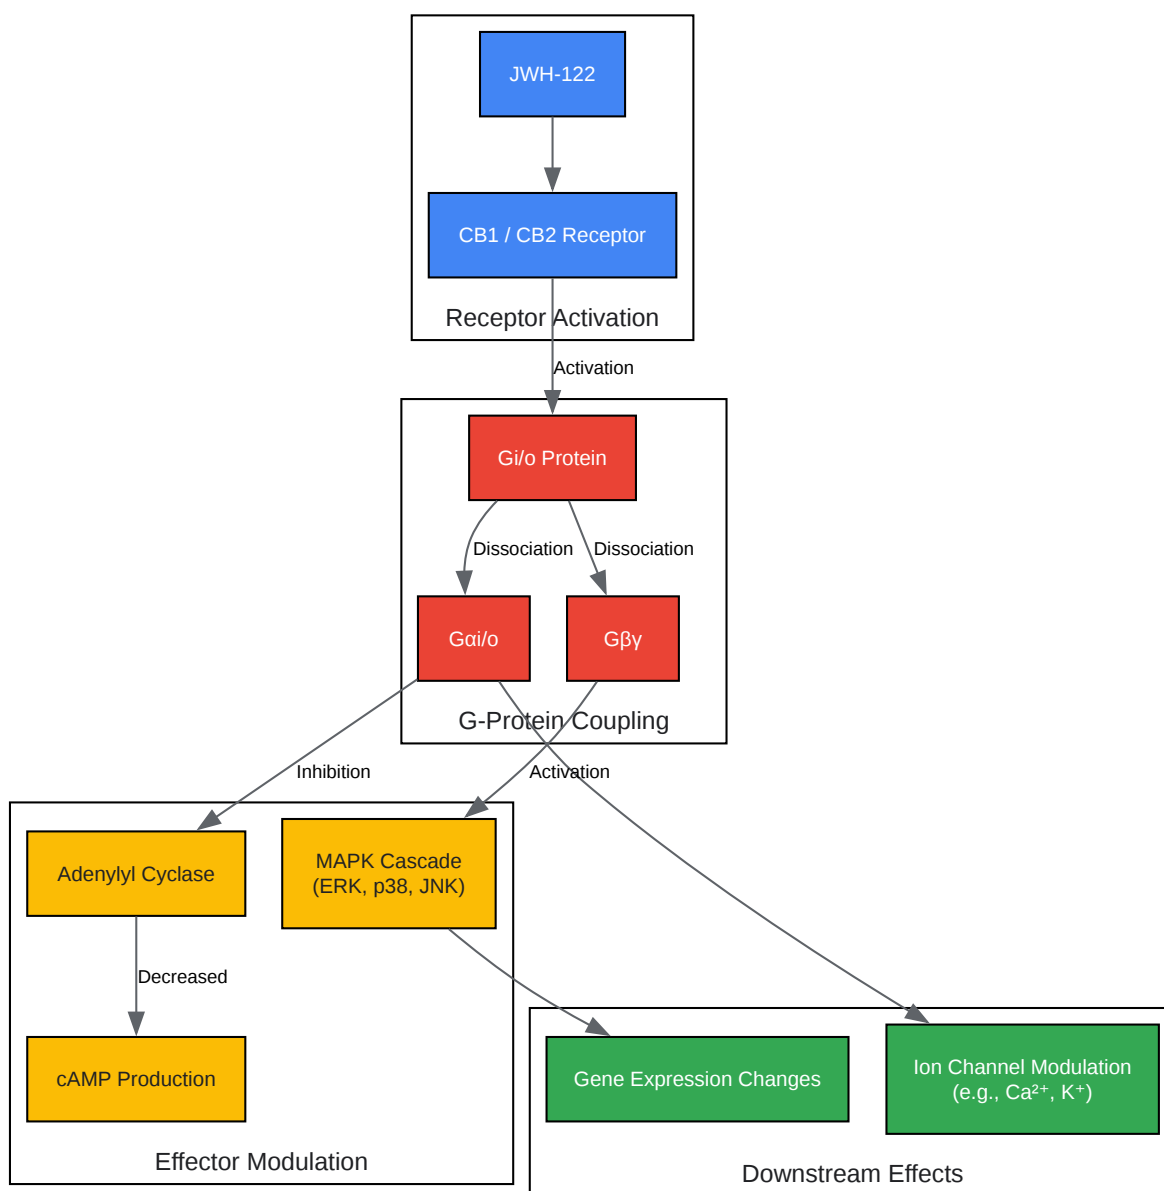 JWH-122
CB1 / CB2 Receptor
Receptor Activation
Activation
Gi/o Protein
Dissociation
Dissociation
Gαi/o
Gβγ
G-Protein Coupling
Inhibition
Activation
Adenylyl Cyclase
MAPK Cascade
(ERK, p38, JNK)
Decreased
cAMP Production
Gene Expression Changes
Ion Channel Modulation
(e.g., Ca²⁺, K⁺)
Effector Modulation
Downstream Effects